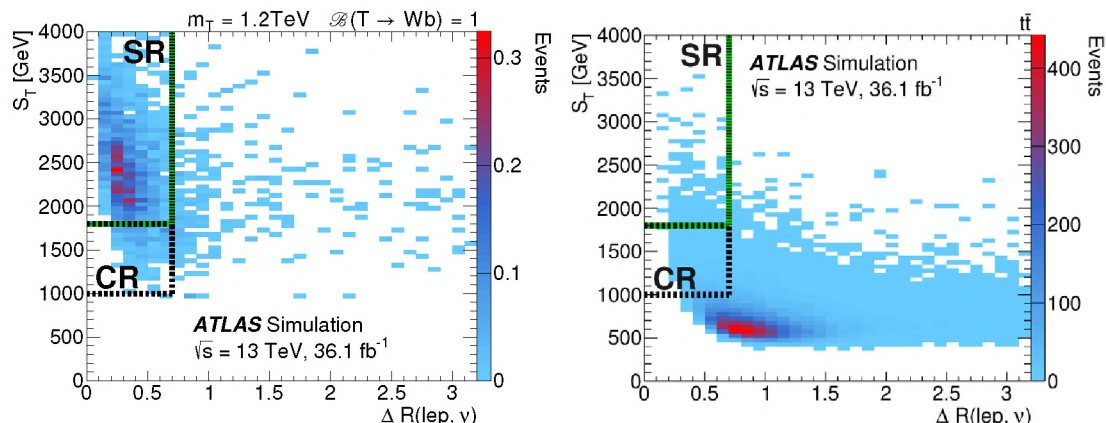 m_T = 1.2TeV ℬ(T → Wb) = 1
S_T [GeV]
4000
3500
3000
2500
2000
1500
1000
500
0
SR
CR
ATLAS Simulation
√s = 13 TeV, 36.1 fb⁻¹
0 0.5 1 1.5 2 2.5 3
Δ R(lep, ν)
Events
0.3
0.2
0.1
0
tt̄
S_T [GeV]
4000
3500
3000
2500
2000
1500
1000
500
0
SR
CR
ATLAS Simulation
√s = 13 TeV, 36.1 fb⁻¹
0 0.5 1 1.5 2 2.5 3
Δ R(lep, ν)
Events
400
300
200
100
0